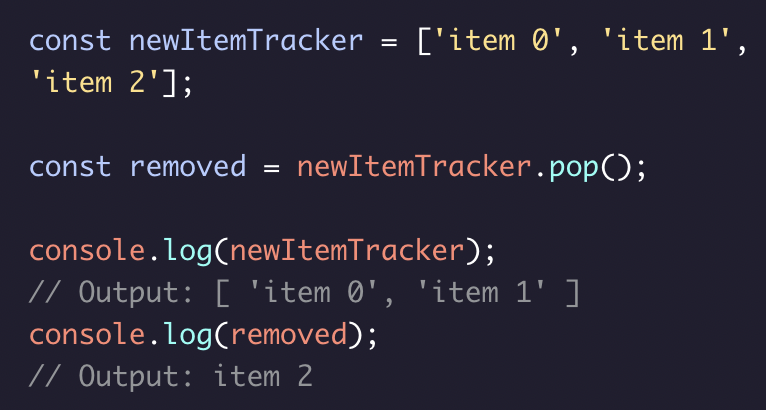 const newItemTracker = ['item 0', 'item 1',
'item 2'];
const removed = newItemTracker.pop();
console.log(newItemTracker);
// Output: [ 'item 0', 'item 1' ]
console.log(removed);
// Output: item 2